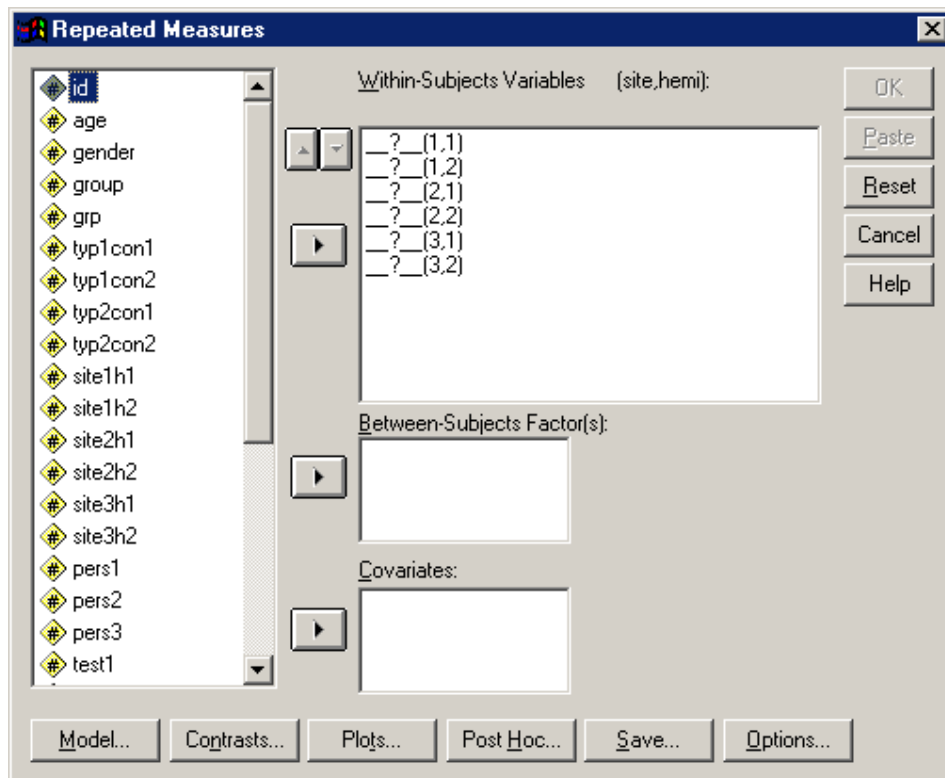 Repeated Measures
id
age
gender
group
grp
typ1con1
typ1con2
typ2con1
typ2con2
site1h1
site1h2
site2h1
site2h2
site3h1
site3h2
pers1
pers2
pers3
test1
Within-Subjects Variables (site,hemi):
__?__(1,1)
__?__(1,2)
__?__(2,1)
__?__(2,2)
__?__(3,1)
__?__(3,2)
Between-Subjects Factor(s):
Covariates:
OK
Paste
Reset
Cancel
Help
Model... Contrasts... Plots... Post Hoc... Save... Options...